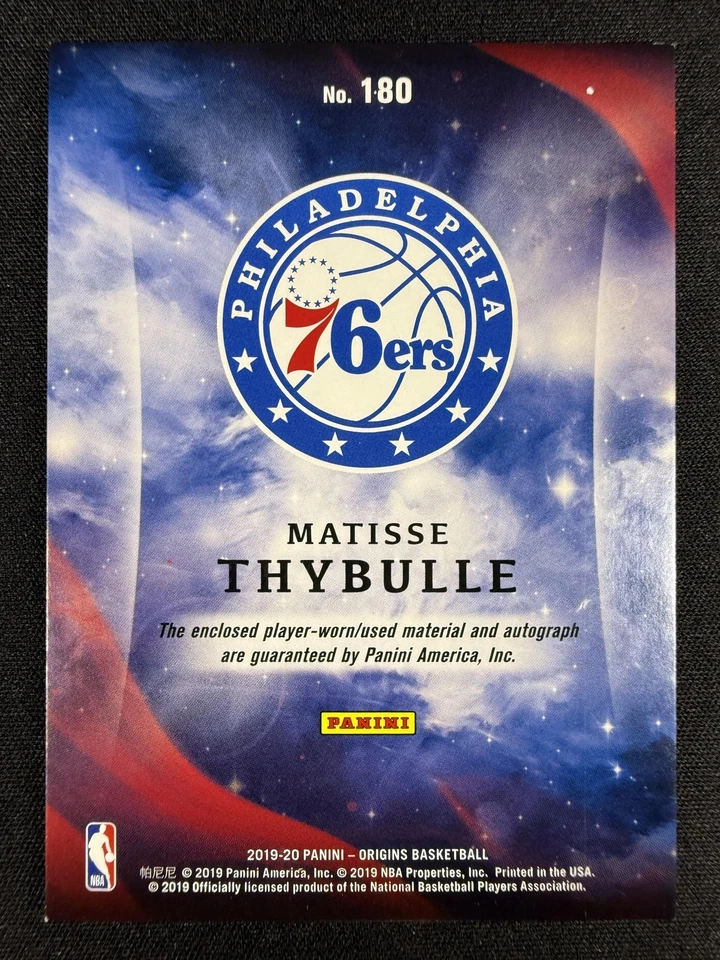 No. 180
PHILADELPHIA
76ers
MATISSE
THYBULLE
The enclosed player-worn/used material and autograph
are guaranteed by Panini America, Inc.
PANINI
NBA
2019-20 PANINI – ORIGINS BASKETBALL
帕尼尼 © 2019 Panini America, Inc. © 2019 NBA Properties, Inc. Printed in the USA.
© 2019 Officially licensed product of the National Basketball Players Association.